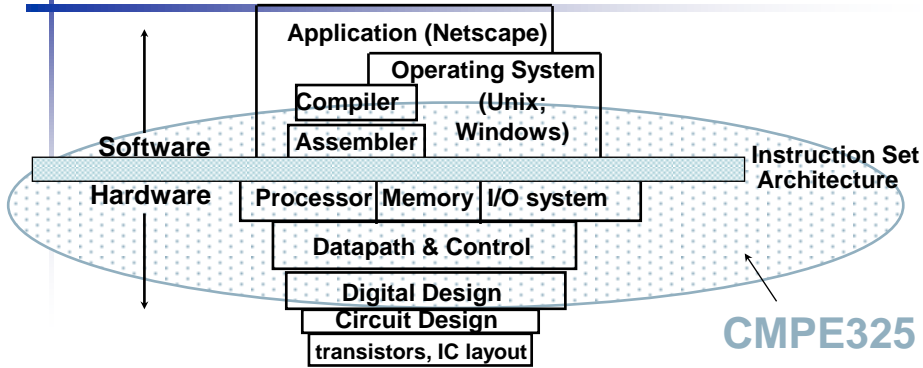 Application (Netscape)
Operating System
Compiler
(Unix;
Windows)
Assembler
Software
Instruction Set
Architecture
Hardware
Processor
Memory
I/O system
Datapath & Control
Digital Design
Circuit Design
transistors, IC layout
CMPE325